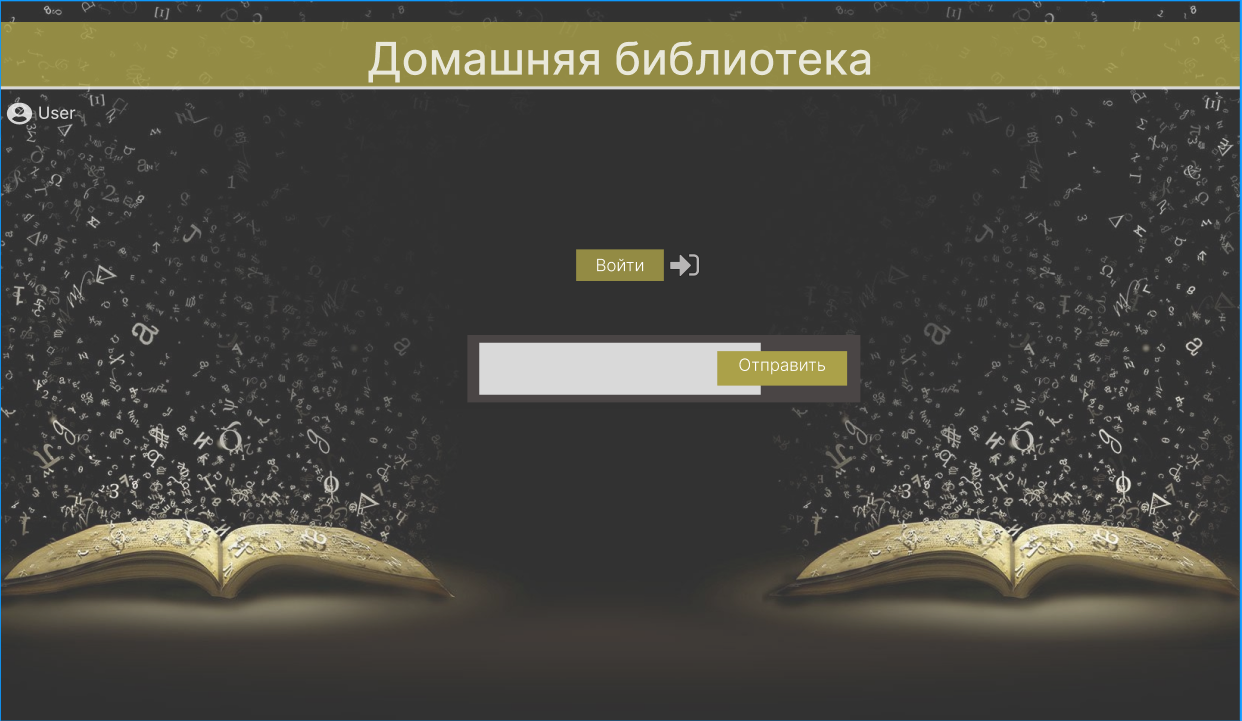 Домашняя библиотека
User
Войти
Отправить